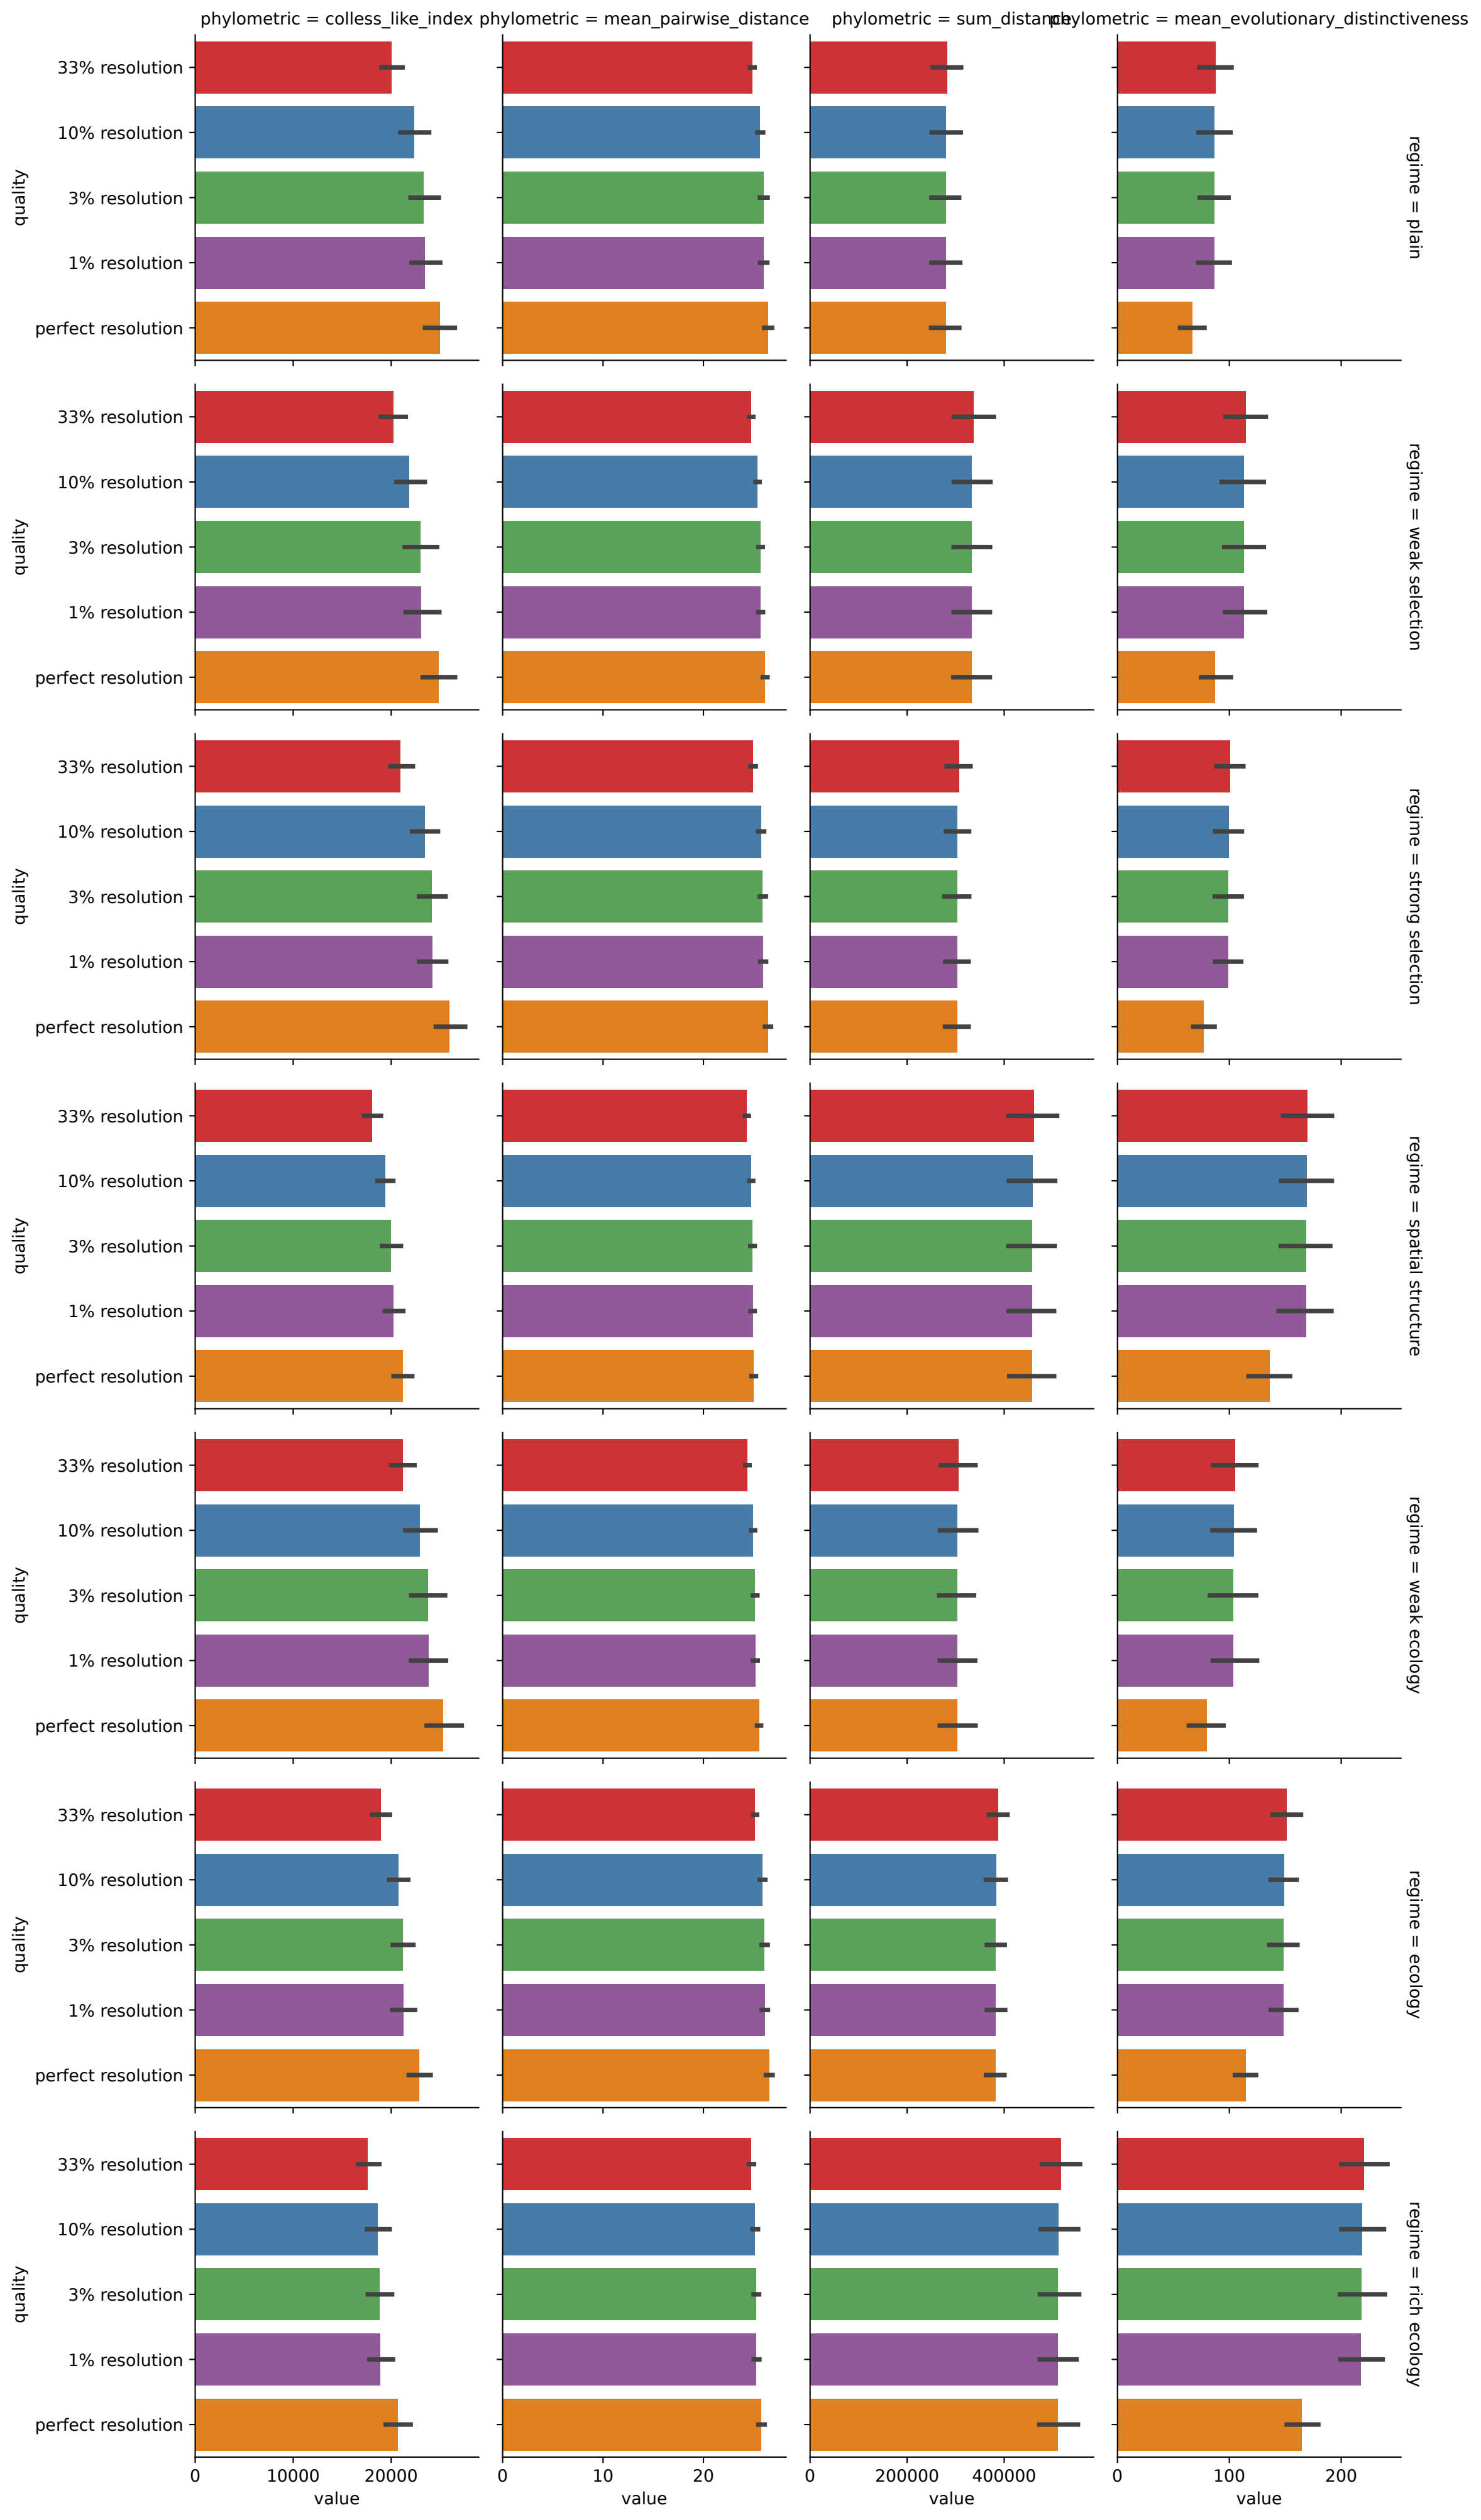 phylometric = colless_like_index
phylometric = mean_pairwise_distance
phylometric = sum_distance
phylometric = mean_evolutionary_distinctiveness
quality
33% resolution
10% resolution
3% resolution
1% resolution
perfect resolution
regime = plain
quality
33% resolution
10% resolution
3% resolution
1% resolution
perfect resolution
regime = weak selection
quality
33% resolution
10% resolution
3% resolution
1% resolution
perfect resolution
regime = strong selection
quality
33% resolution
10% resolution
3% resolution
1% resolution
perfect resolution
regime = spatial structure
quality
33% resolution
10% resolution
3% resolution
1% resolution
perfect resolution
regime = weak ecology
quality
33% resolution
10% resolution
3% resolution
1% resolution
perfect resolution
regime = ecology
quality
33% resolution
10% resolution
3% resolution
1% resolution
perfect resolution
regime = rich ecology
0 10000 20000
value
0 10 20
value
0 200000 400000
value
0 100 200
value